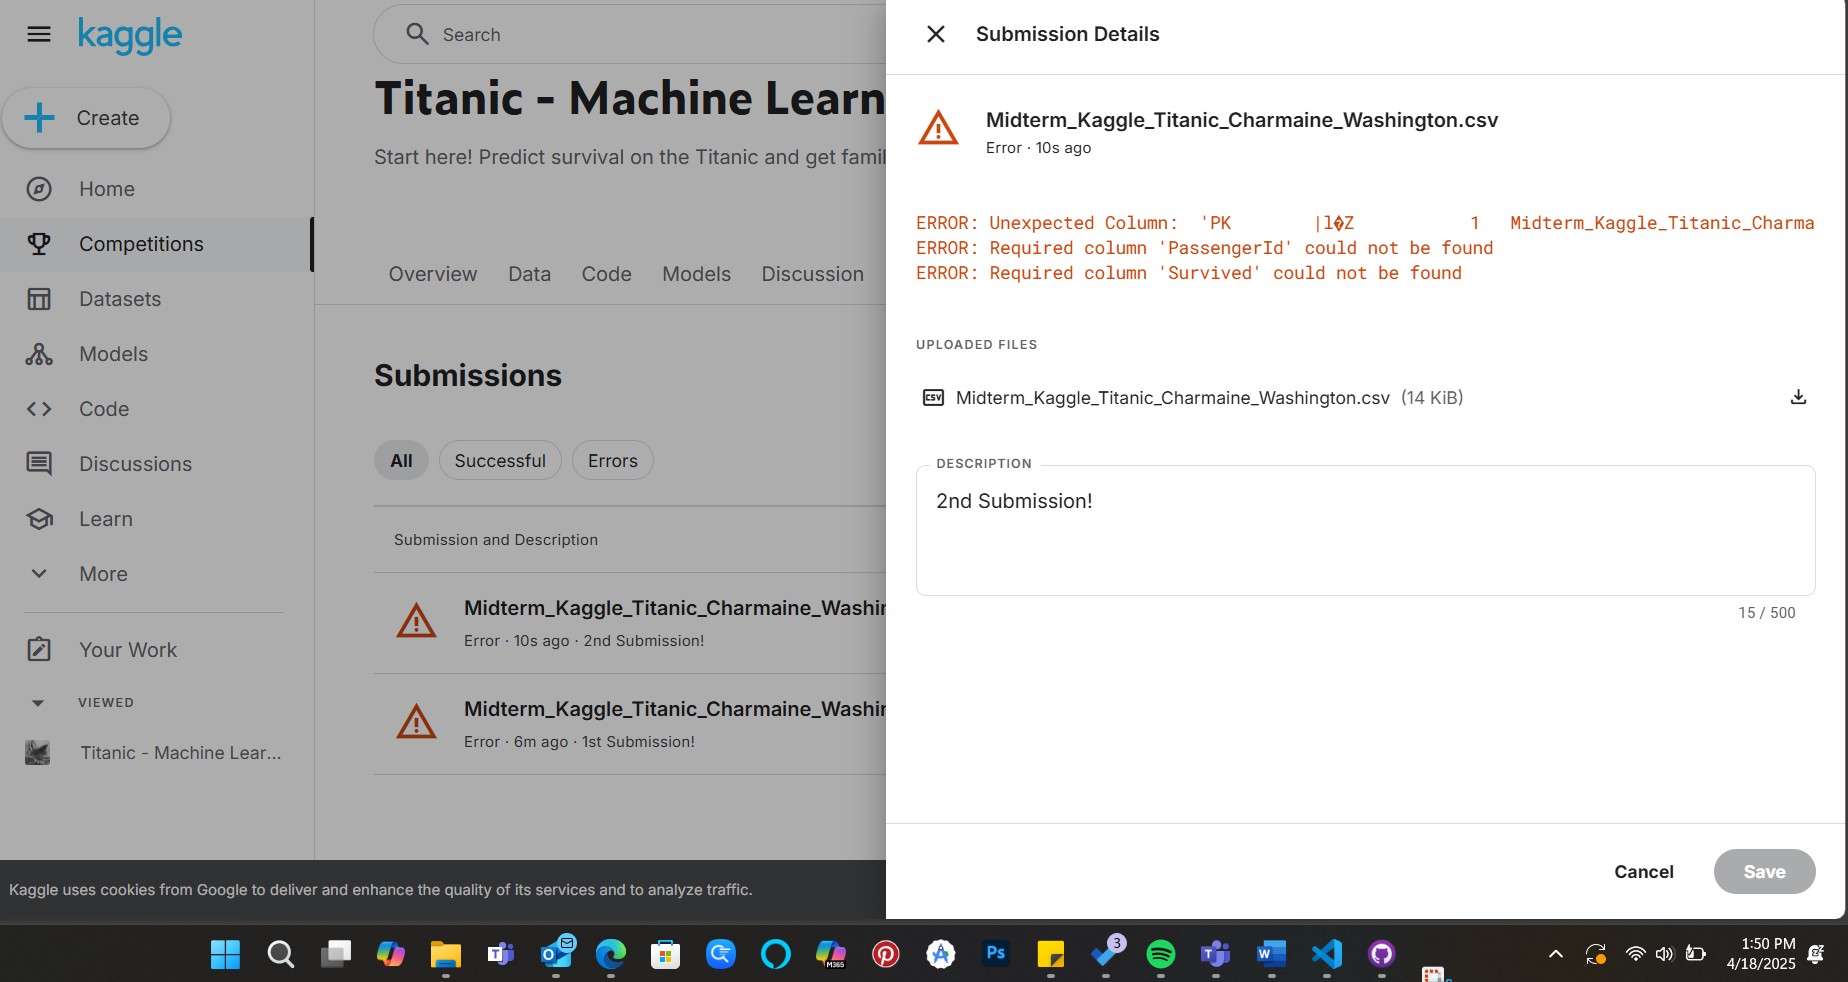 kaggle
Create
Home
Competitions
Datasets
Models
Code
Discussions
Learn
More
Your Work
VIEWED
Titanic - Machine Lear...
Search
Titanic - Machine Learn
Start here! Predict survival on the Titanic and get famil
Overview Data Code Models Discussion
Submissions
All Successful Errors
Submission and Description
Midterm_Kaggle_Titanic_Charmaine_Washin
Error · 10s ago · 2nd Submission!
Midterm_Kaggle_Titanic_Charmaine_Washin
Error · 6m ago · 1st Submission!
Kaggle uses cookies from Google to deliver and enhance the quality of its services and to analyze traffic.
Submission Details
Midterm_Kaggle_Titanic_Charmaine_Washington.csv
Error · 10s ago
ERROR: Unexpected Column: 'PK |l�Z 1 Midterm_Kaggle_Titanic_Charma
ERROR: Required column 'PassengerId' could not be found
ERROR: Required column 'Survived' could not be found
UPLOADED FILES
CSV Midterm_Kaggle_Titanic_Charmaine_Washington.csv (14 KiB)
DESCRIPTION
2nd Submission!
15 / 500
Cancel Save
M365
Ps
3
1:50 PM
4/18/2025